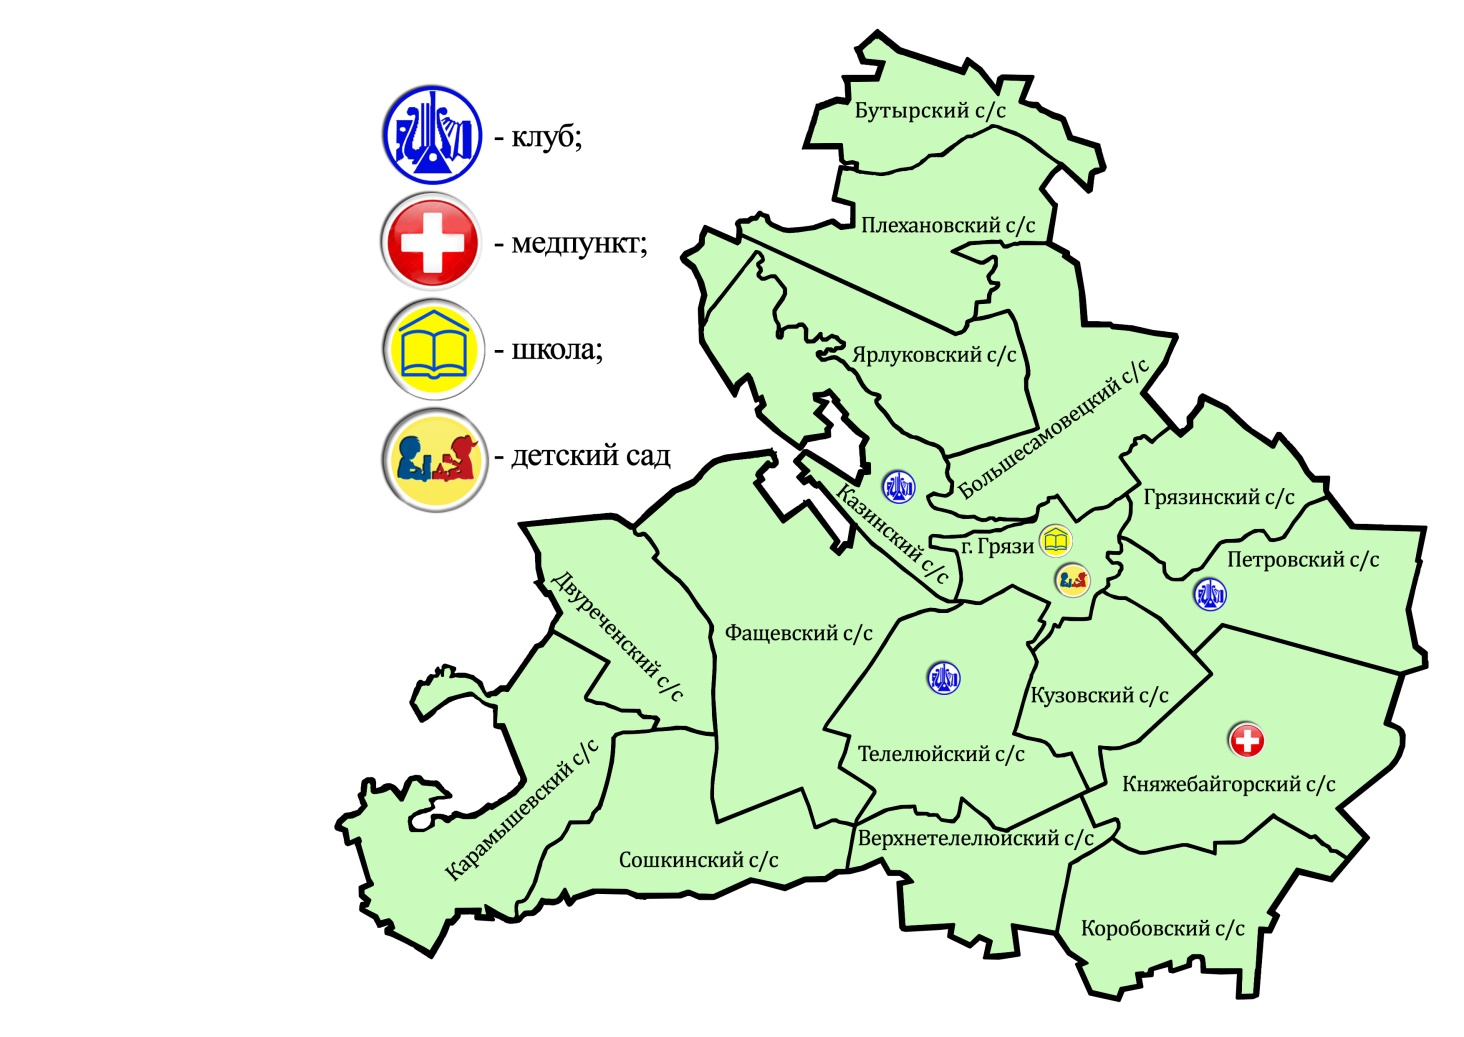 - клуб;
- медпункт;
- школа;
- детский сад
Бутырский с/с
Плехановский с/с
Ярлуковский с/с
Большесамовецкий с/с
Казинский с/с
Грязинский с/с
г. Грязи
Петровский с/с
Двуреченский с/с
Фащевский с/с
Кузовский с/с
Телелюйский с/с
Княжебайгорский с/с
Карамышевский с/с
Верхнетелелюйский с/с
Сошкинский с/с
Коробовский с/с